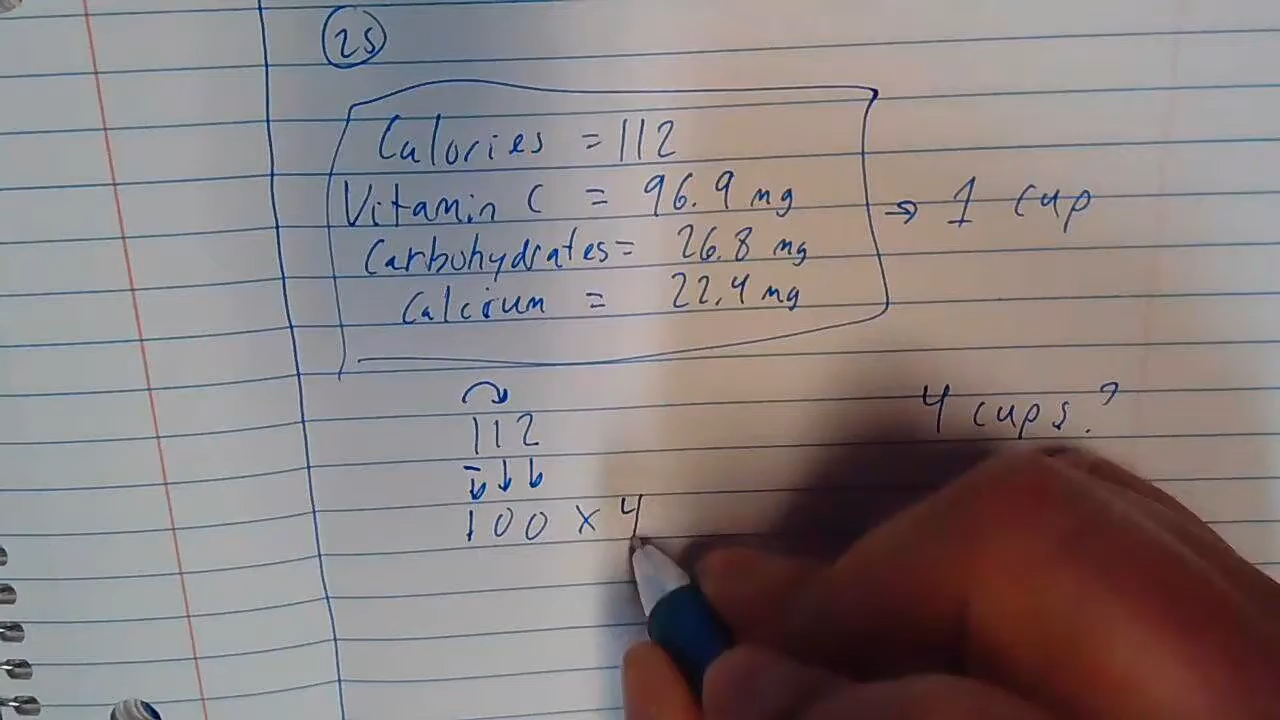 25
Calories = 112
Vitamin C = 96.9 mg
→ 1 cup
Carbohydrates = 26.8 mg
Calcium = 22.4 mg
4 cups?
112
100 x 4